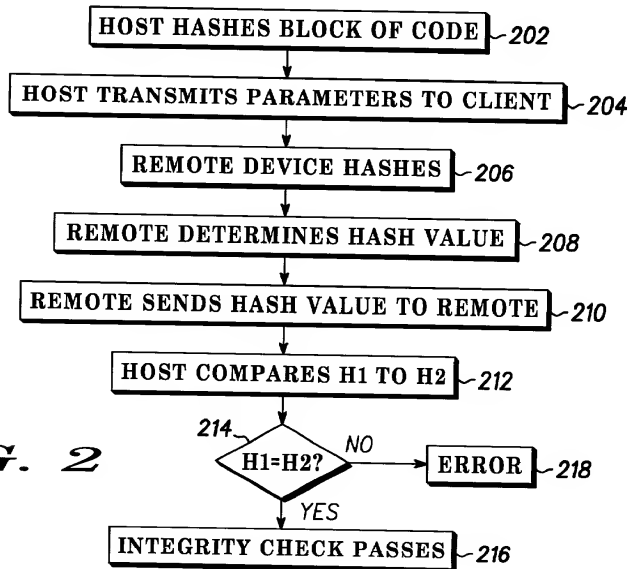 HOST HASHES BLOCK OF CODE 202
HOST TRANSMITS PARAMETERS TO CLIENT 204
REMOTE DEVICE HASHES 206
REMOTE DETERMINES HASH VALUE 208
REMOTE SENDS HASH VALUE TO REMOTE 210
HOST COMPARES H1 TO H2 212
214 H1=H2? NO ERROR 218
G. 2
YES
INTEGRITY CHECK PASSES 216